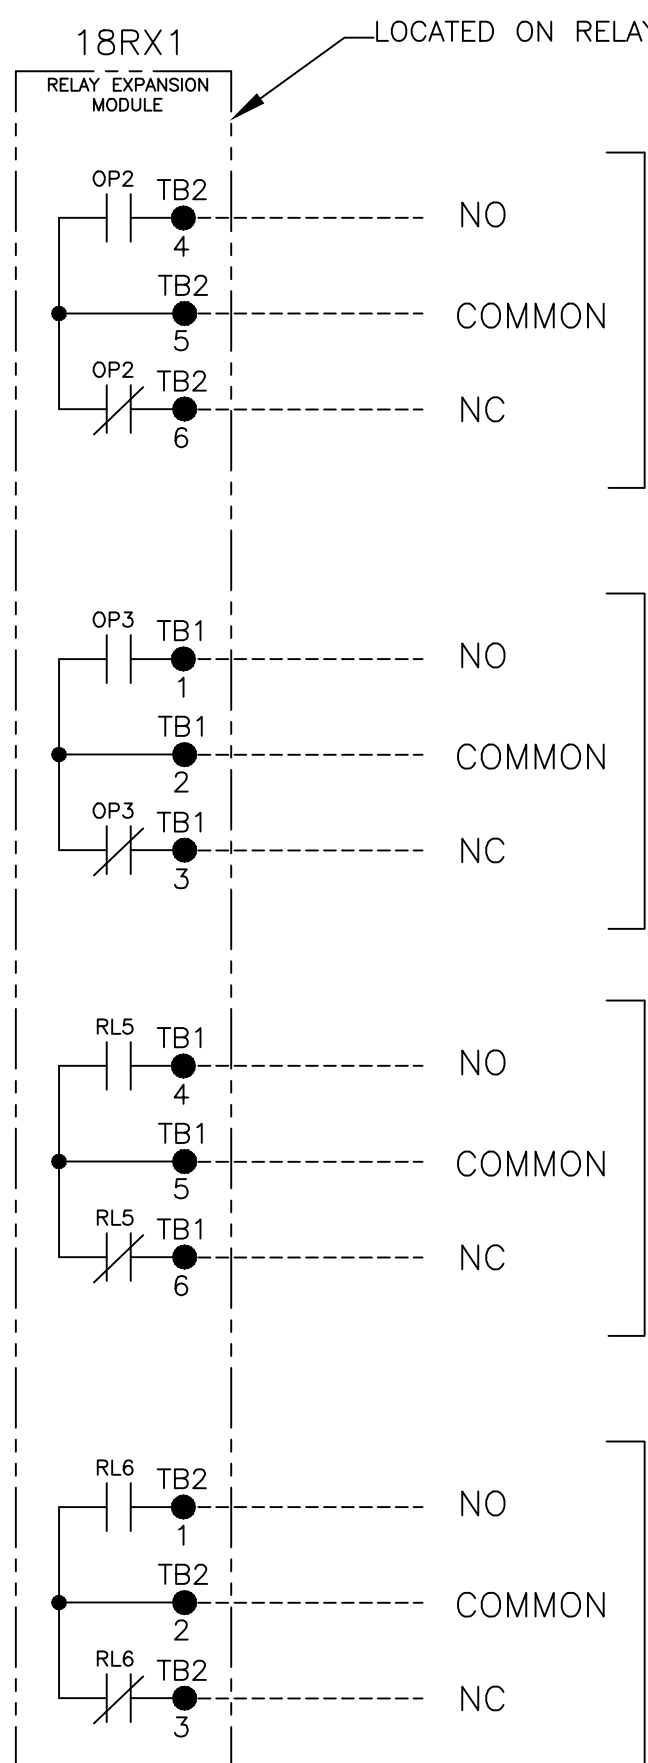 18RX1
LOCATED ON RELAY
RELAY EXPANSION
MODULE
OP2
TB2
4
NO
TB2
5
COMMON
OP2
TB2
6
NC
OP3
TB1
1
NO
TB1
2
COMMON
OP3
TB1
3
NC
RL5
TB1
4
NO
TB1
5
COMMON
RL5
TB1
6
NC
RL6
TB2
1
NO
TB2
2
COMMON
RL6
TB2
3
NC